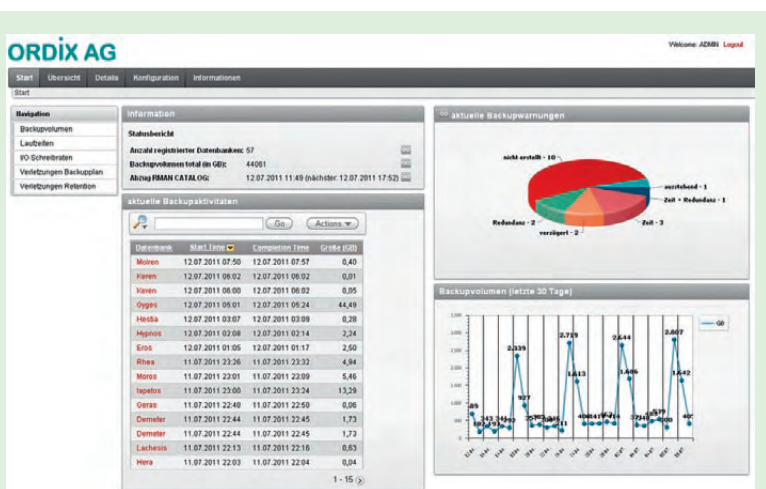 ORDIX AG
Welcome: ADMIN Logout
Start Übersicht Details Konfiguration Informationen
Start
Navigation
Backupvolumen
Laufzeiten
I/O Schreibraten
Verletzungen Backupplan
Verletzungen Retention
Information
Statusbericht
Anzahl registrierter Datenbanken: 57
Backupvolumen total (in GB): 44061
Abzug RMAN CATALOG: 12.07.2011 11:49 (nächster: 12.07.2011 17:52)
aktuelle Backupaktivitäten
Go Actions
Datenbank Start Time Completion Time Größe (GB)
Moiren 12.07.2011 07:50 12.07.2011 07:57 0,40
Keren 12.07.2011 06:02 12.07.2011 06:02 0,01
Keren 12.07.2011 06:00 12.07.2011 06:02 0,05
Gyges 12.07.2011 05:01 12.07.2011 05:24 44,49
Hestia 12.07.2011 03:07 12.07.2011 03:09 0,28
Hypnos 12.07.2011 02:08 12.07.2011 02:14 2,24
Eros 12.07.2011 01:05 12.07.2011 01:17 2,50
Rhea 11.07.2011 23:26 11.07.2011 23:32 4,94
Moros 11.07.2011 23:01 11.07.2011 23:09 5,46
Iapetos 11.07.2011 23:00 11.07.2011 23:24 13,29
Geras 11.07.2011 22:48 11.07.2011 22:50 0,06
Demeter 11.07.2011 22:44 11.07.2011 22:45 1,73
Demeter 11.07.2011 22:44 11.07.2011 22:45 1,73
Lachesis 11.07.2011 22:13 11.07.2011 22:16 0,63
Hera 11.07.2011 22:03 11.07.2011 22:04 0,04
1 - 15
aktuelle Backupwarnungen
nicht erstellt - 10
ausstehend - 1
Zeit + Redundanz - 1
Zeit - 3
verzögert - 2
Redundanz - 2
Backupvolumen (letzte 30 Tage)
GB
2.339
927
2.719
1.613
2.644
1.686
2.807
1.642